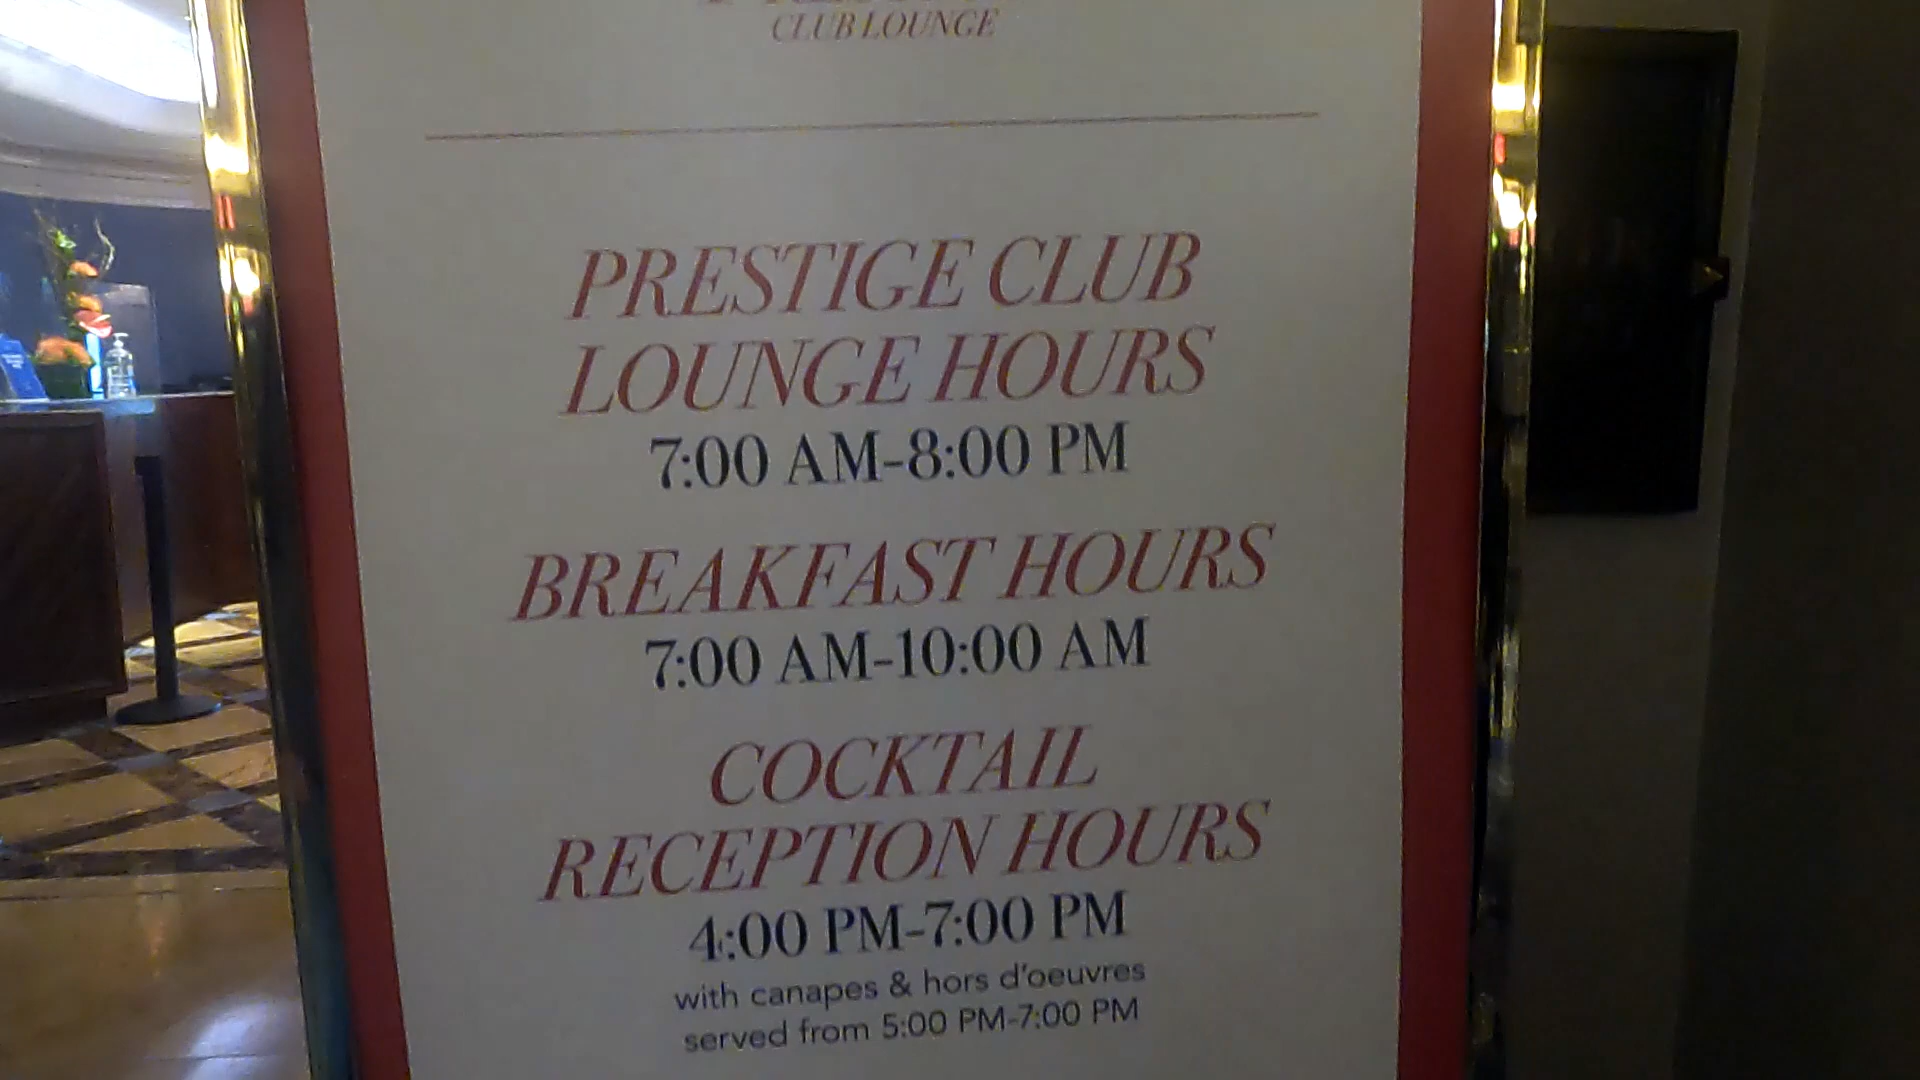 CLUB LOUNGE
PRESTIGE CLUB
LOUNGE HOURS
7:00 AM-8:00 PM
BREAKFAST HOURS
7:00 AM-10:00 AM
COCKTAIL
RECEPTION HOURS
4:00 PM-7:00 PM
with canapes & hors d'oeuvres
served from 5:00 PM-7:00 PM